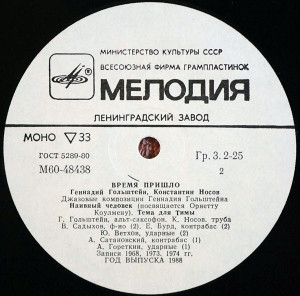 МИНИСТЕРСТВО КУЛЬТУРЫ СССР
ВСЕСОЮЗНАЯ ФИРМА ГРАМПЛАСТИНОК
МЕЛОДИЯ
ЛЕНИНГРАДСКИЙ ЗАВОД
МОНО 33
ГОСТ 5289-80
Гр. 3. 2-25
М60-48438
2
ВРЕМЯ ПРИШЛО
Геннадий Гольштейн, Константин Носов
Джазовые композиции Геннадия Гольштейна
Наивный человек (посвящается Орнетту
Коулмену). Тема для тимы
Г. Гольштейн, альт-саксофон К. Носов, труба
В. Садыхов, ф-но (2) Е. Бурд, контрабас (2)
Ю. Ветлов, ударные (2)
А. Сатановский, контрабас (1)
А. Гореткин, ударные (1)
Записи 1968, 1973, 1974 гг.
ГОД ВЫПУСКА 1988